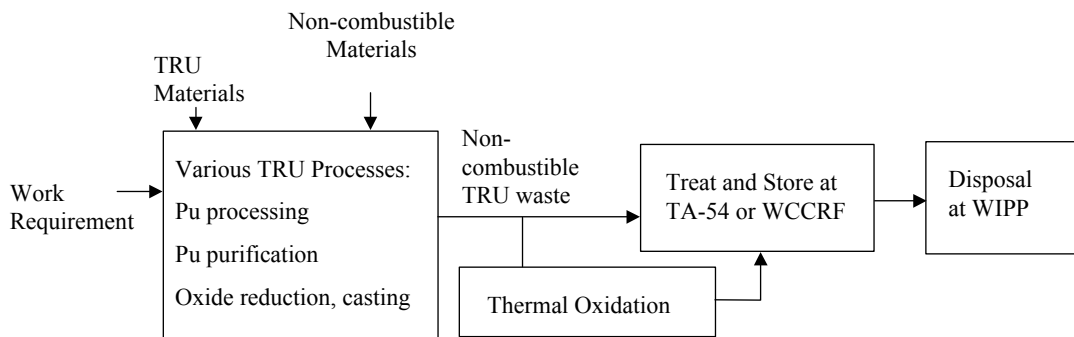 Non-combustible
Materials
TRU
Materials
Work
Requirement
Various TRU Processes:
Pu processing
Pu purification
Oxide reduction, casting
Non-
combustible
TRU waste
Thermal Oxidation
Treat and Store at
TA-54 or WCCRF
Disposal
at WIPP